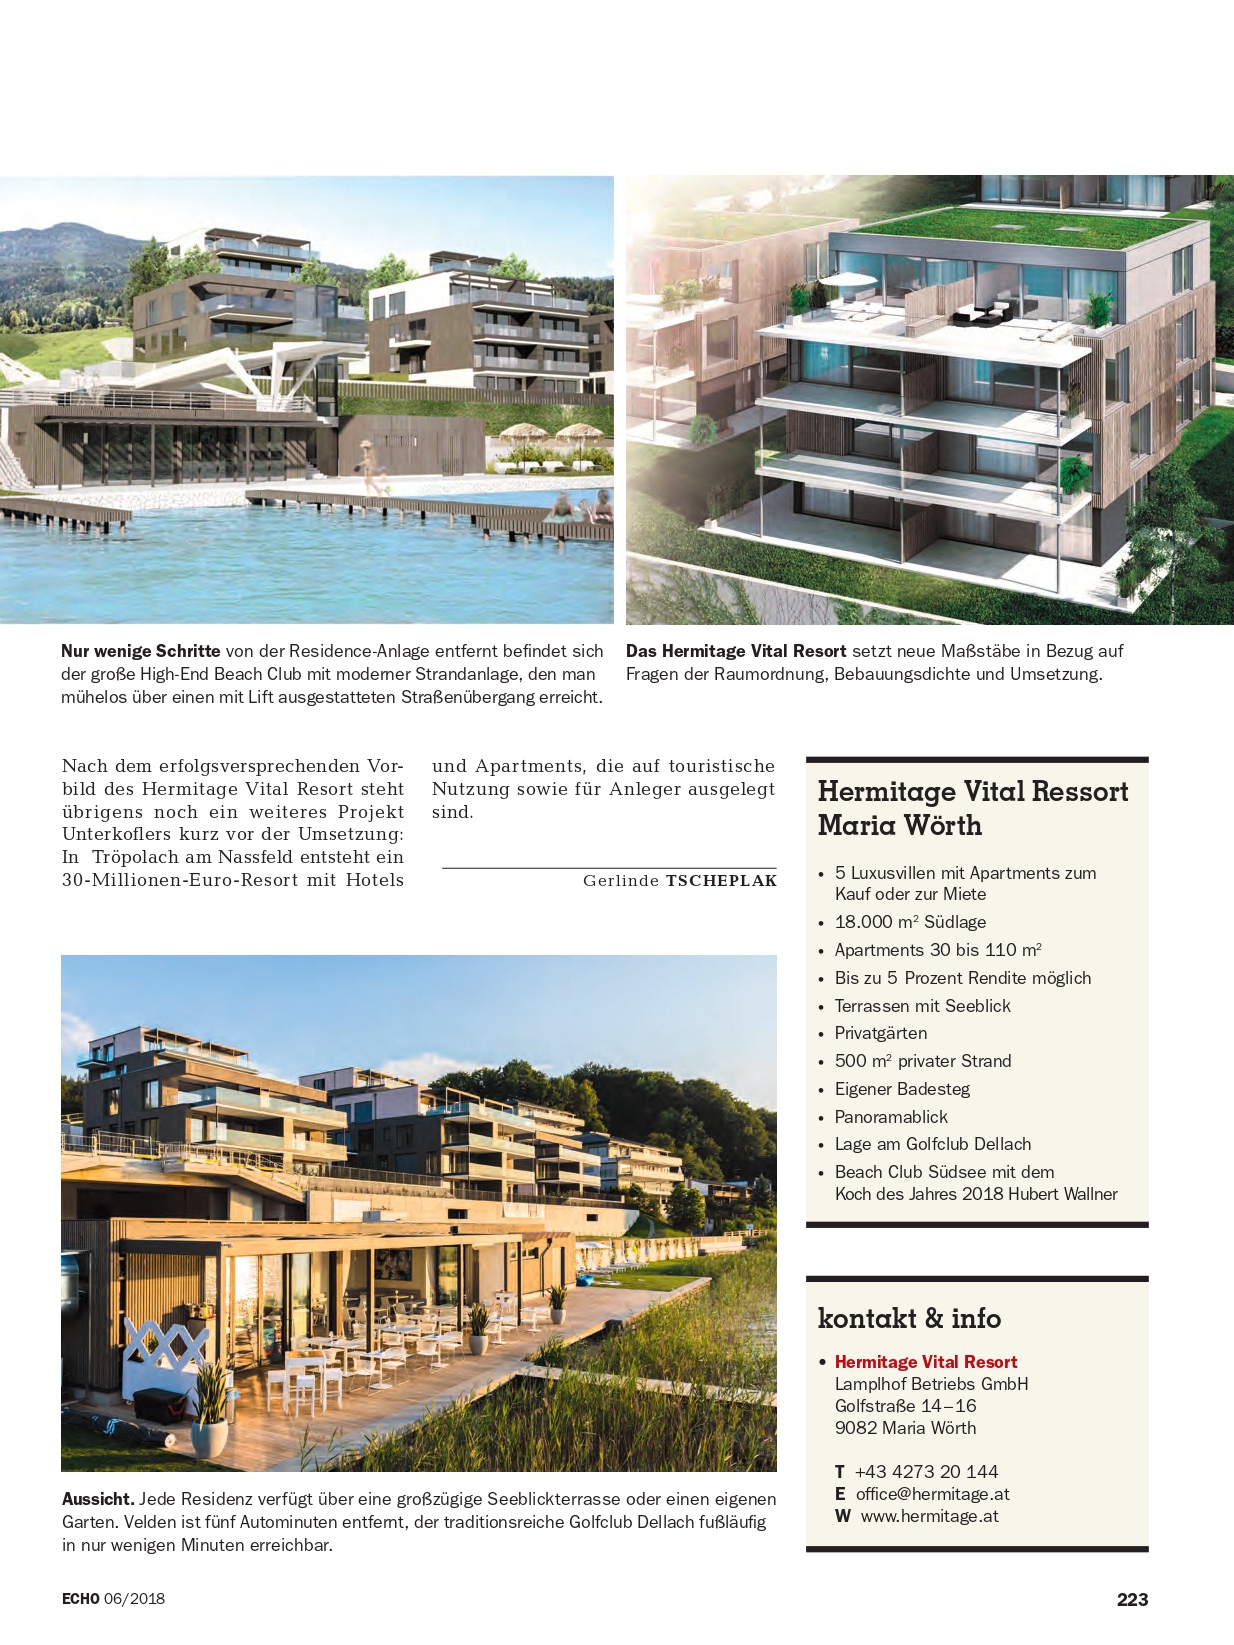 Nur wenige Schritte von der Residence-Anlage entfernt befindet sich
der große High-End Beach Club mit moderner Strandanlage, den man
mühelos über einen mit Lift ausgestatteten Straßenübergang erreicht.
Das Hermitage Vital Resort setzt neue Maßstäbe in Bezug auf
Fragen der Raumordnung, Bebauungsdichte und Umsetzung.
Nach dem erfolgsversprechenden Vor-
bild des Hermitage Vital Resort steht
übrigens noch ein weiteres Projekt
Unterkoflers kurz vor der Umsetzung:
In Tröpolach am Nassfeld entsteht ein
30-Millionen-Euro-Resort mit Hotels
und Apartments, die auf touristische
Nutzung sowie für Anleger ausgelegt
sind.
Gerlinde TSCHEPLAK
Aussicht. Jede Residenz verfügt über eine großzügige Seeblickterrasse oder einen eigenen
Garten. Velden ist fünf Autominuten entfernt, der traditionsreiche Golfclub Dellach fußläufig
in nur wenigen Minuten erreichbar.
Hermitage Vital Ressort
Maria Wörth
• 5 Luxusvillen mit Apartments zum
Kauf oder zur Miete
• 18.000 m² Südlage
• Apartments 30 bis 110 m²
• Bis zu 5 Prozent Rendite möglich
• Terrassen mit Seeblick
• Privatgärten
• 500 m² privater Strand
• Eigener Badesteg
• Panoramablick
• Lage am Golfclub Dellach
• Beach Club Südsee mit dem
Koch des Jahres 2018 Hubert Wallner
kontakt & info
• Hermitage Vital Resort
Lamplhof Betriebs GmbH
Golfstraße 14–16
9082 Maria Wörth
T +43 4273 20 144
E office@hermitage.at
W www.hermitage.at
ECHO 06/2018
223